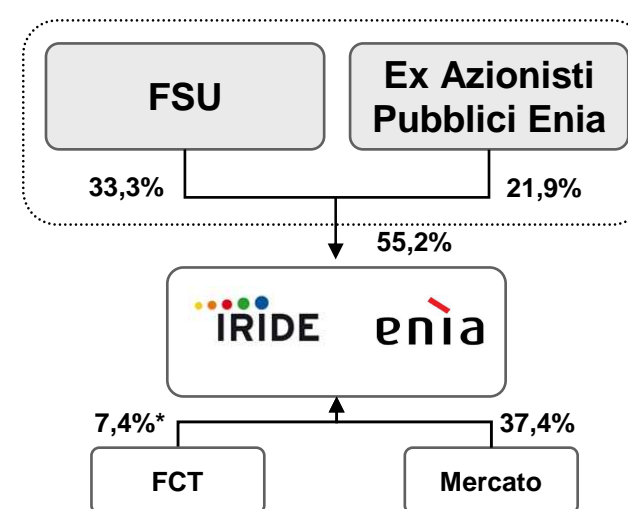 FSU
Ex Azionisti
Pubblici Enia
33,3%
21,9%
55,2%
IRIDE
enìa
7,4%*
37,4%
FCT
Mercato